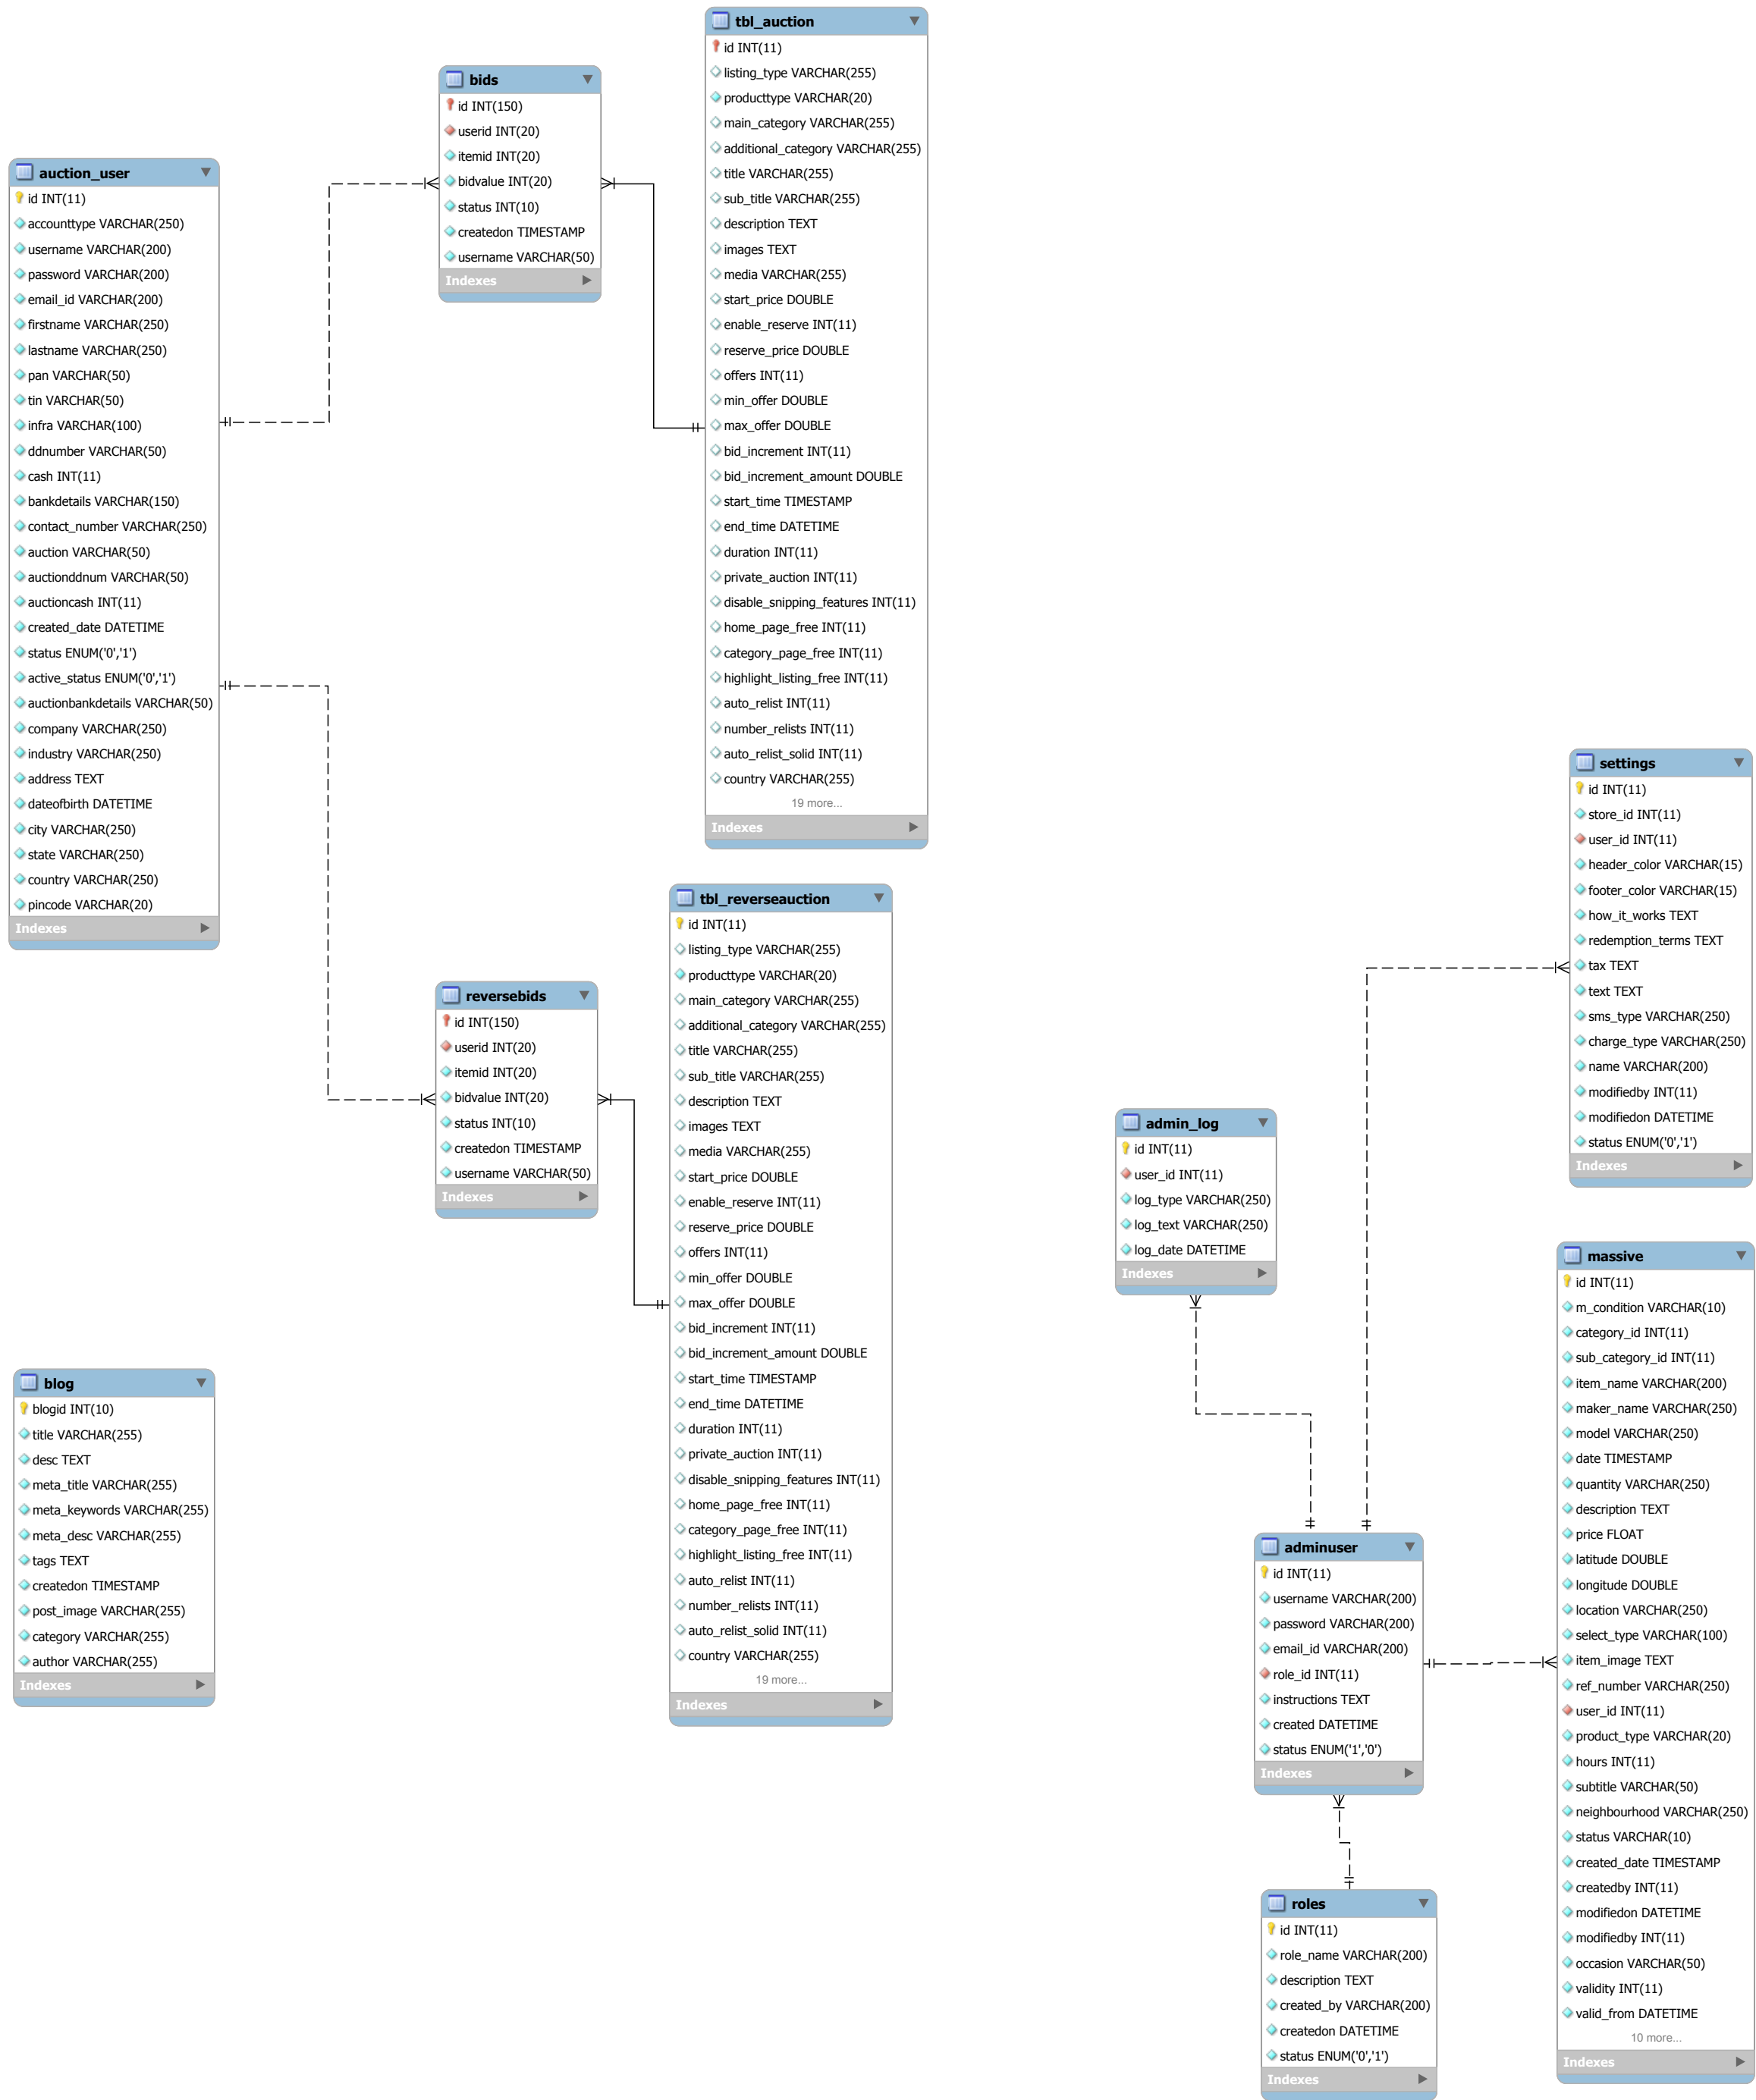 tbl_auction
id INT(11)
listing_type VARCHAR(255)
producttype VARCHAR(20)
main_category VARCHAR(255)
additional_category VARCHAR(255)
title VARCHAR(255)
sub_title VARCHAR(255)
description TEXT
images TEXT
media VARCHAR(255)
start_price DOUBLE
enable_reserve INT(11)
reserve_price DOUBLE
offers INT(11)
min_offer DOUBLE
max_offer DOUBLE
bid_increment INT(11)
bid_increment_amount DOUBLE
start_time TIMESTAMP
end_time DATETIME
duration INT(11)
private_auction INT(11)
disable_snipping_features INT(11)
home_page_free INT(11)
category_page_free INT(11)
highlight_listing_free INT(11)
auto_relist INT(11)
number_relists INT(11)
auto_relist_solid INT(11)
country VARCHAR(255)
19 more...
Indexes
bids
id INT(150)
userid INT(20)
itemid INT(20)
bidvalue INT(20)
status INT(10)
createdon TIMESTAMP
username VARCHAR(50)
Indexes
auction_user
id INT(11)
accounttype VARCHAR(250)
username VARCHAR(200)
password VARCHAR(200)
email_id VARCHAR(200)
firstname VARCHAR(250)
lastname VARCHAR(250)
pan VARCHAR(50)
tin VARCHAR(50)
infra VARCHAR(100)
ddnumber VARCHAR(50)
cash INT(11)
bankdetails VARCHAR(150)
contact_number VARCHAR(250)
auction VARCHAR(50)
auctionddnum VARCHAR(50)
auctioncash INT(11)
created_date DATETIME
status ENUM('0','1')
active_status ENUM('0','1')
auctionbankdetails VARCHAR(50)
company VARCHAR(250)
industry VARCHAR(250)
address TEXT
dateofbirth DATETIME
city VARCHAR(250)
state VARCHAR(250)
country VARCHAR(250)
pincode VARCHAR(20)
Indexes
settings
id INT(11)
store_id INT(11)
user_id INT(11)
header_color VARCHAR(15)
footer_color VARCHAR(15)
how_it_works TEXT
redemption_terms TEXT
tax TEXT
text TEXT
sms_type VARCHAR(250)
charge_type VARCHAR(250)
name VARCHAR(200)
modifiedby INT(11)
modifiedon DATETIME
status ENUM('0','1')
Indexes
tbl_reverseauction
id INT(11)
listing_type VARCHAR(255)
producttype VARCHAR(20)
main_category VARCHAR(255)
additional_category VARCHAR(255)
title VARCHAR(255)
sub_title VARCHAR(255)
description TEXT
images TEXT
media VARCHAR(255)
start_price DOUBLE
enable_reserve INT(11)
reserve_price DOUBLE
offers INT(11)
min_offer DOUBLE
max_offer DOUBLE
bid_increment INT(11)
bid_increment_amount DOUBLE
start_time TIMESTAMP
end_time DATETIME
duration INT(11)
private_auction INT(11)
disable_snipping_features INT(11)
home_page_free INT(11)
category_page_free INT(11)
highlight_listing_free INT(11)
auto_relist INT(11)
number_relists INT(11)
auto_relist_solid INT(11)
country VARCHAR(255)
19 more...
Indexes
reversebids
id INT(150)
userid INT(20)
itemid INT(20)
bidvalue INT(20)
status INT(10)
createdon TIMESTAMP
username VARCHAR(50)
Indexes
admin_log
id INT(11)
user_id INT(11)
log_type VARCHAR(250)
log_text VARCHAR(250)
log_date DATETIME
Indexes
massive
id INT(11)
m_condition VARCHAR(10)
category_id INT(11)
sub_category_id INT(11)
item_name VARCHAR(200)
maker_name VARCHAR(250)
model VARCHAR(250)
date TIMESTAMP
quantity VARCHAR(250)
description TEXT
price FLOAT
latitude DOUBLE
longitude DOUBLE
location VARCHAR(250)
select_type VARCHAR(100)
item_image TEXT
ref_number VARCHAR(250)
user_id INT(11)
product_type VARCHAR(20)
hours INT(11)
subtitle VARCHAR(50)
neighbourhood VARCHAR(250)
status VARCHAR(10)
created_date TIMESTAMP
createdby INT(11)
modifiedon DATETIME
modifiedby INT(11)
occasion VARCHAR(50)
validity INT(11)
valid_from DATETIME
10 more...
Indexes
blog
blogid INT(10)
title VARCHAR(255)
desc TEXT
meta_title VARCHAR(255)
meta_keywords VARCHAR(255)
meta_desc VARCHAR(255)
tags TEXT
createdon TIMESTAMP
post_image VARCHAR(255)
category VARCHAR(255)
author VARCHAR(255)
Indexes
adminuser
id INT(11)
username VARCHAR(200)
password VARCHAR(200)
email_id VARCHAR(200)
role_id INT(11)
instructions TEXT
created DATETIME
status ENUM('1','0')
Indexes
roles
id INT(11)
role_name VARCHAR(200)
description TEXT
created_by VARCHAR(200)
createdon DATETIME
status ENUM('0','1')
Indexes